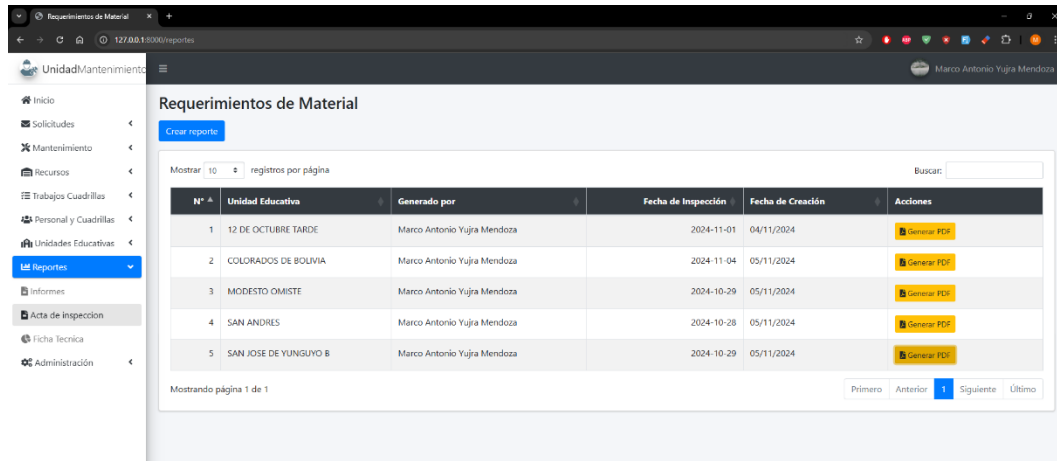 Requerimientos de Material
127.0.0.1:8000/reportes
UnidadMantenimiento
Marco Antonio Yujra Mendoza
Inicio
Solicitudes
Mantenimiento
Recursos
Trabajos Cuadrillas
Personal y Cuadrillas
Unidades Educativas
Reportes
Informes
Acta de inspeccion
Ficha Tecnica
Administración
Requerimientos de Material
Crear reporte
Mostrar 10 registros por página
Buscar:
N° Unidad Educativa Generado por Fecha de Inspección Fecha de Creación Acciones
1 12 DE OCTUBRE TARDE Marco Antonio Yujra Mendoza 2024-11-01 04/11/2024 Generar PDF
2 COLORADOS DE BOLIVIA Marco Antonio Yujra Mendoza 2024-11-04 05/11/2024 Generar PDF
3 MODESTO OMISTE Marco Antonio Yujra Mendoza 2024-10-29 05/11/2024 Generar PDF
4 SAN ANDRES Marco Antonio Yujra Mendoza 2024-10-28 05/11/2024 Generar PDF
5 SAN JOSE DE YUNGUYO B Marco Antonio Yujra Mendoza 2024-10-29 05/11/2024 Generar PDF
Mostrando página 1 de 1
Primero Anterior 1 Siguiente Último